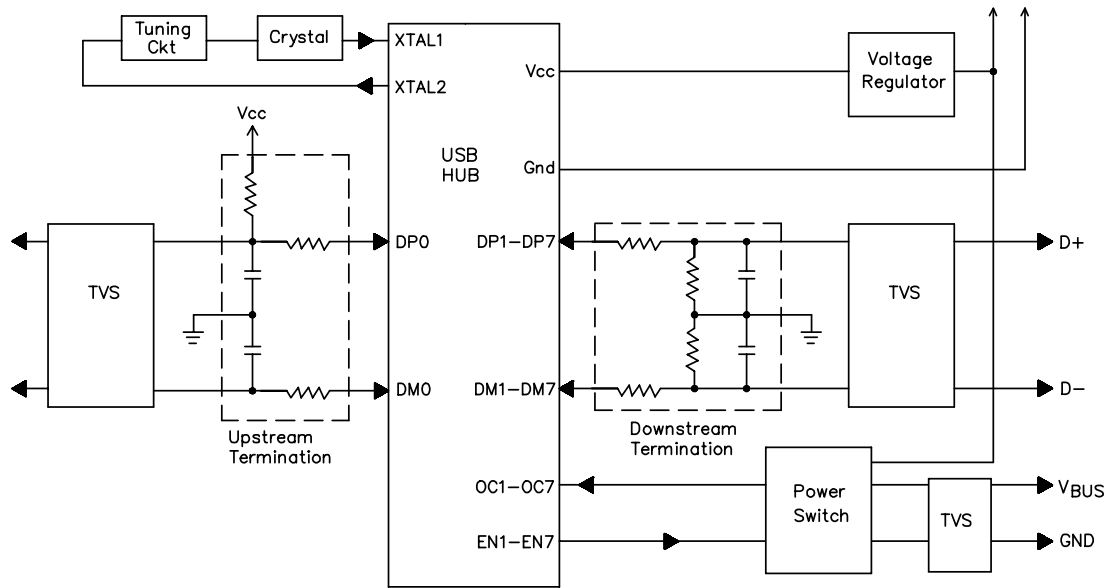 Tuning
Ckt
Crystal
XTAL1
XTAL2
Vcc
Voltage
Regulator
Vcc
USB
HUB
Gnd
TVS
DP0
DP1-DP7
TVS
D+
DM0
DM1-DM7
D-
Upstream
Termination
Downstream
Termination
OC1-OC7
Power
Switch
TVS
VBUS
EN1-EN7
GND